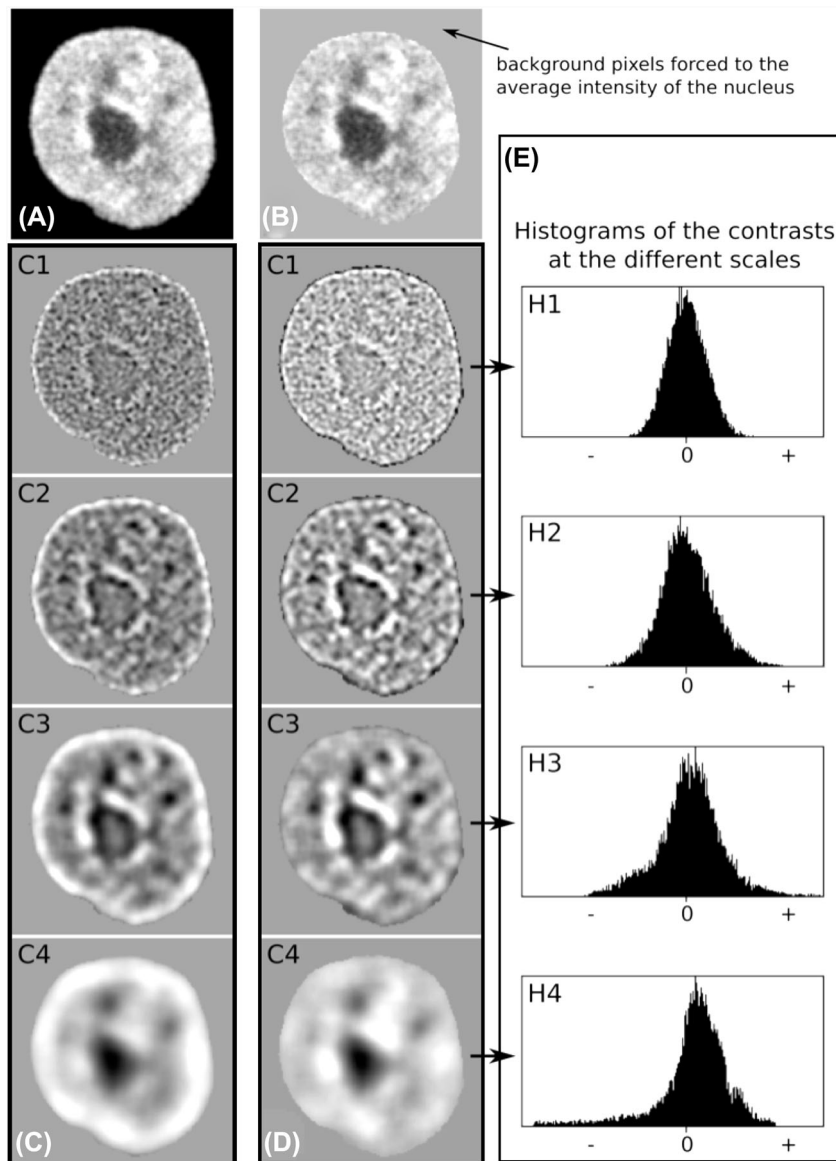 (A)
(B)
background pixels forced to the
average intensity of the nucleus
(E)
Histograms of the contrasts
at the different scales
C1
C1
H1
- 0 +
C2
C2
H2
- 0 +
C3
C3
H3
- 0 +
C4
C4
H4
- 0 +
(C)
(D)